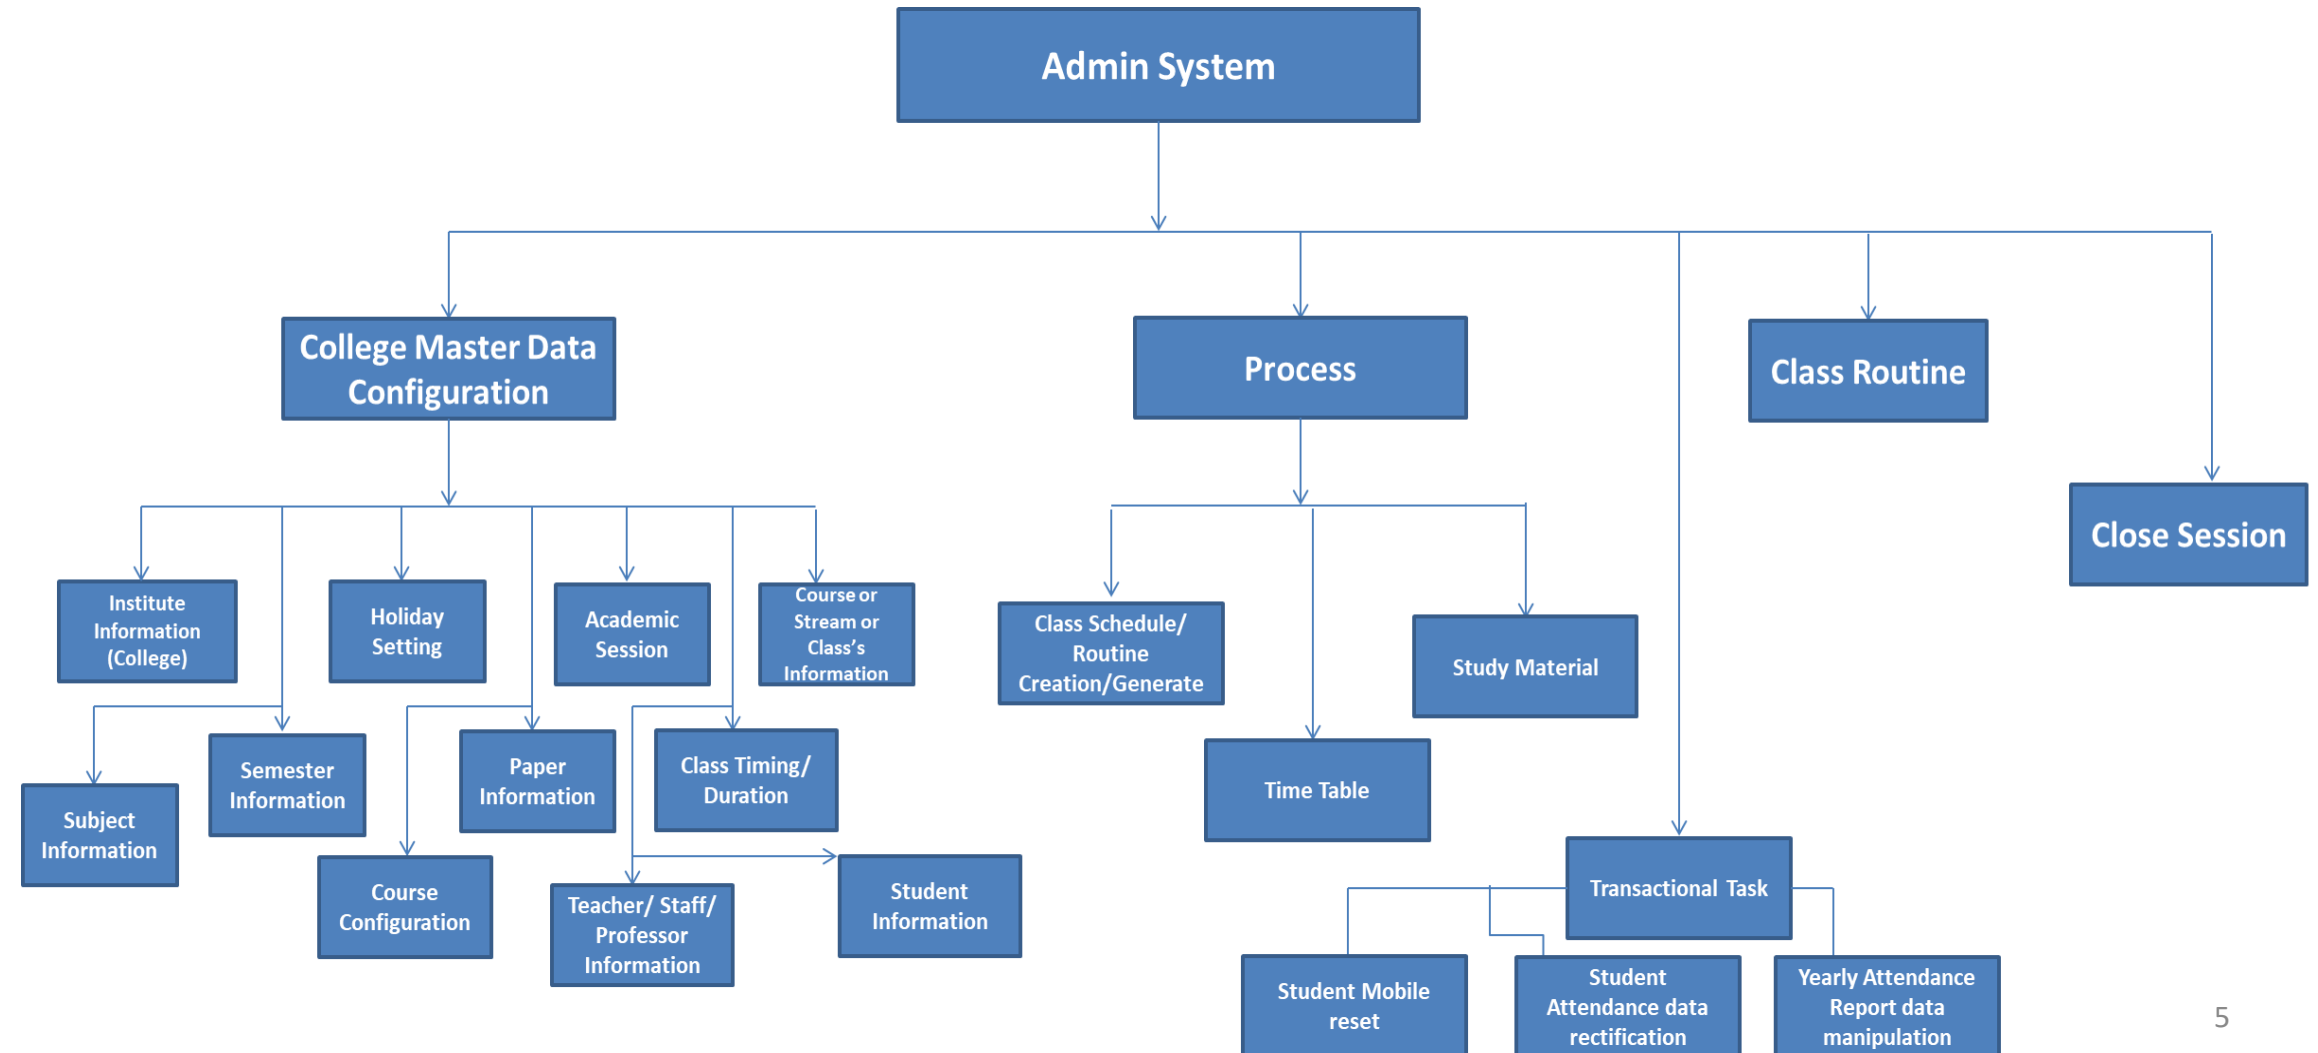 Admin System
College Master Data
Configuration
Process
Class Routine
Close Session
Institute
Information
(College)
Holiday
Setting
Academic
Session
Course or
Stream or
Class’s
Information
Class Schedule/
Routine
Creation/Generate
Study Material
Subject
Information
Semester
Information
Paper
Information
Class Timing/
Duration
Time Table
Course
Configuration
Teacher/ Staff/
Professor
Information
Student
Information
Transactional Task
Student Mobile
reset
Student
Attendance data
rectification
Yearly Attendance
Report data
manipulation
5